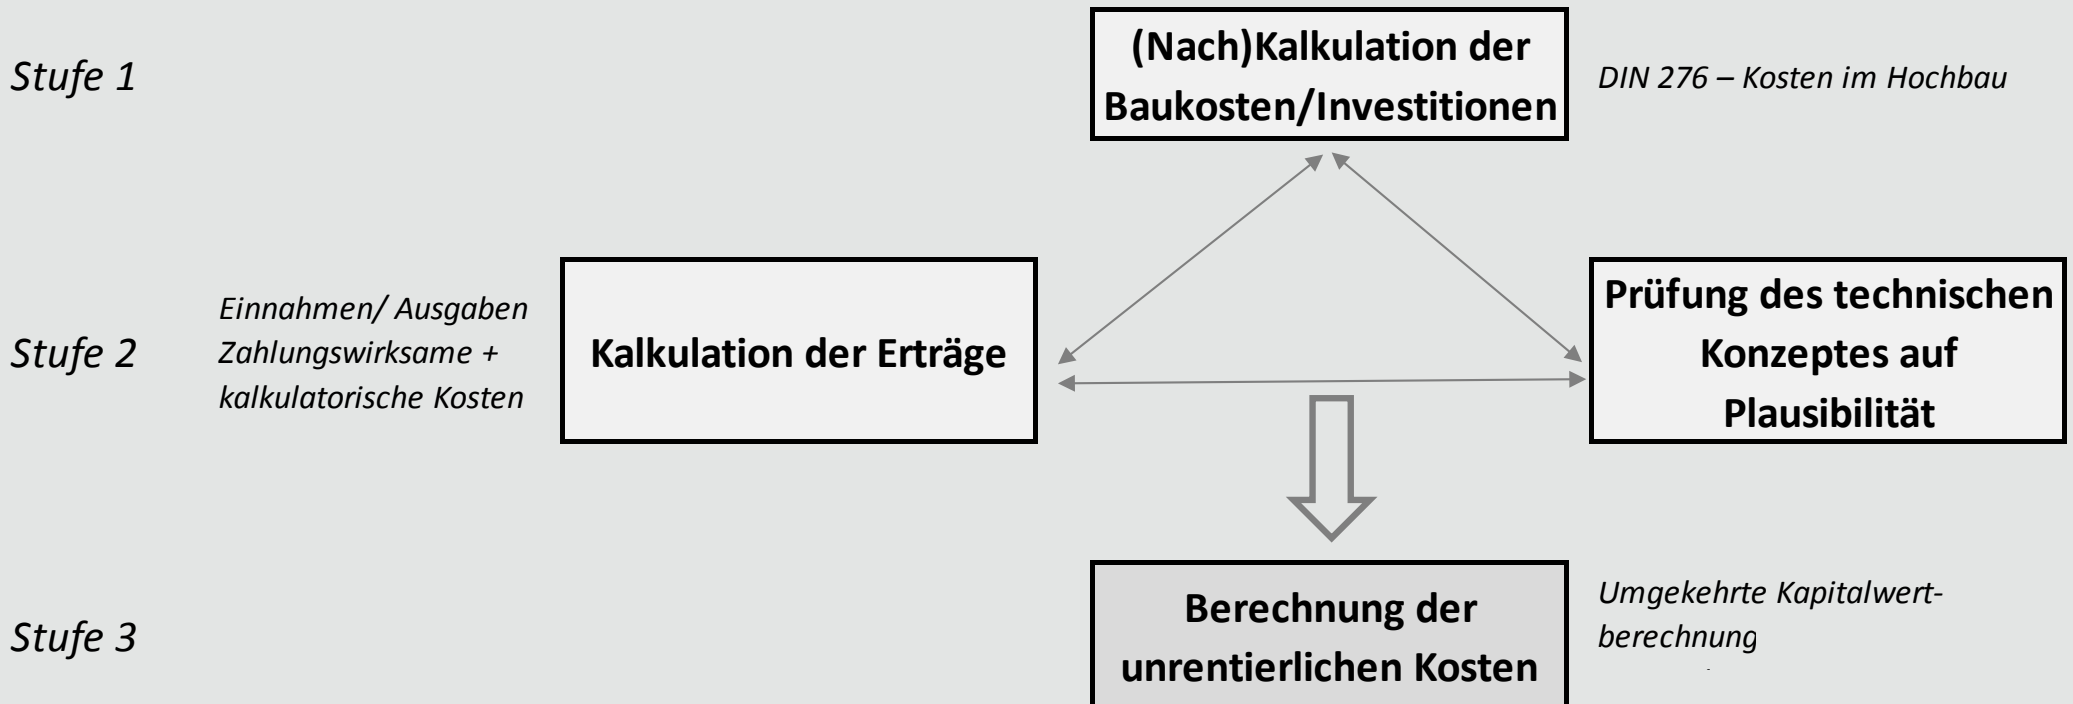 Stufe 1
(Nach)Kalkulation der
Baukosten/Investitionen
DIN 276 – Kosten im Hochbau
Stufe 2
Einnahmen/ Ausgaben
Zahlungswirksame +
kalkulatorische Kosten
Kalkulation der Erträge
Prüfung des technischen
Konzeptes auf
Plausibilität
Stufe 3
Berechnung der
unrentierlichen Kosten
Umgekehrte Kapitalwert-
berechnung